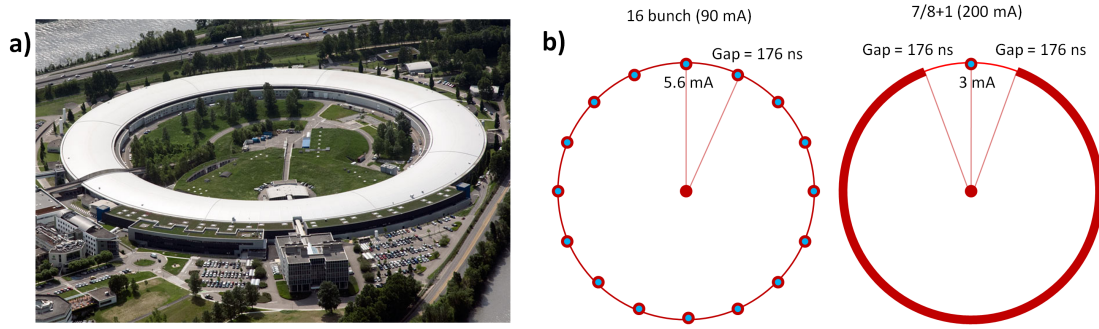 a)
b)
16 bunch (90 mA)
Gap = 176 ns
5.6 mA
7/8+1 (200 mA)
Gap = 176 ns
Gap = 176 ns
3 mA